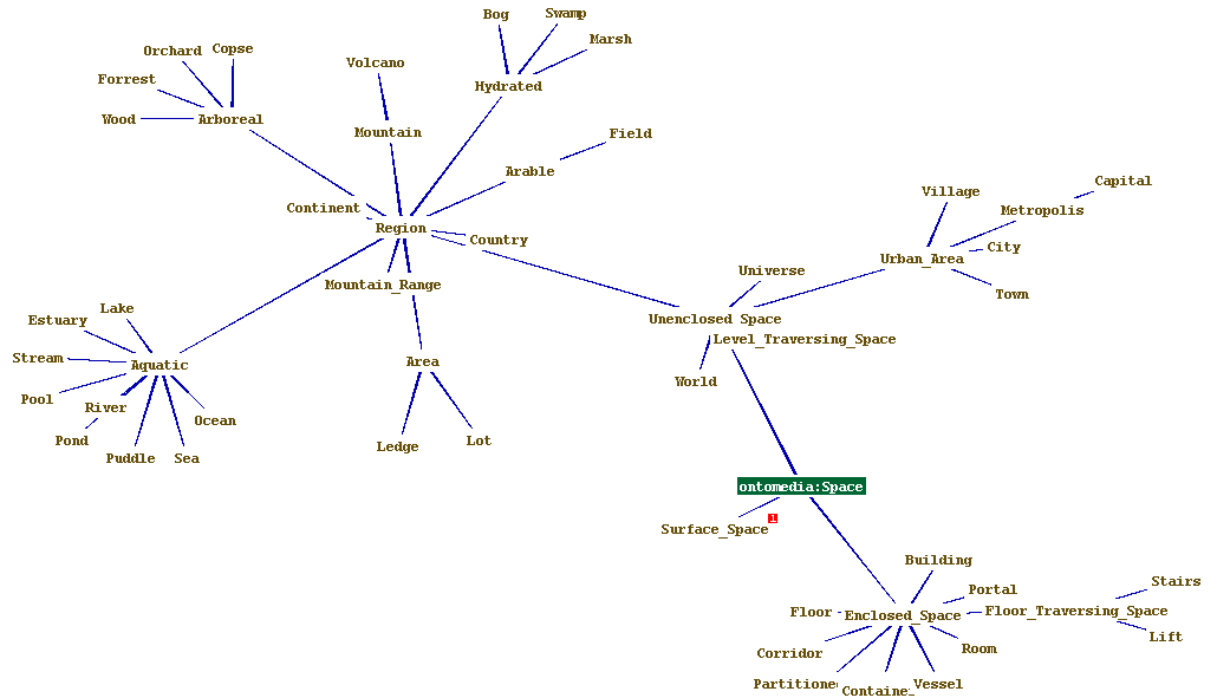 Bog
Swamp
Marsh
Orchard
Copse
Volcano
Forrest
Hydrated
Wood
Arboreal
Mountain
Field
Arable
Village
Capital
Continent
Metropolis
Region
Country
City
Urban_Area
Universe
Mountain_Range
Town
Lake
Estuary
Unenclosed Space
Level_Traversing_Space
Stream
Aquatic
Area
World
Pool
River
Ocean
Pond
Puddle
Sea
Ledge
Lot
ontomedia:Space
Surface_Space
1
Building
Portal
Stairs
Floor
Enclosed_Space
Floor_Traversing_Space
Lift
Corridor
Room
Partitione
Containe_
Vessel